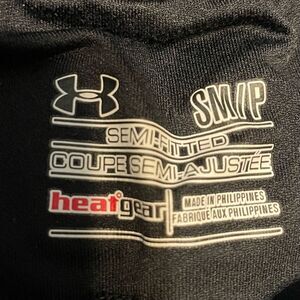 SM/P
SEMI-FITTED
COUPE SEMI-AJUSTÉE
heatgear
MADE IN PHILIPPINES
FABRIQUÉ AUX PHILIPPINES